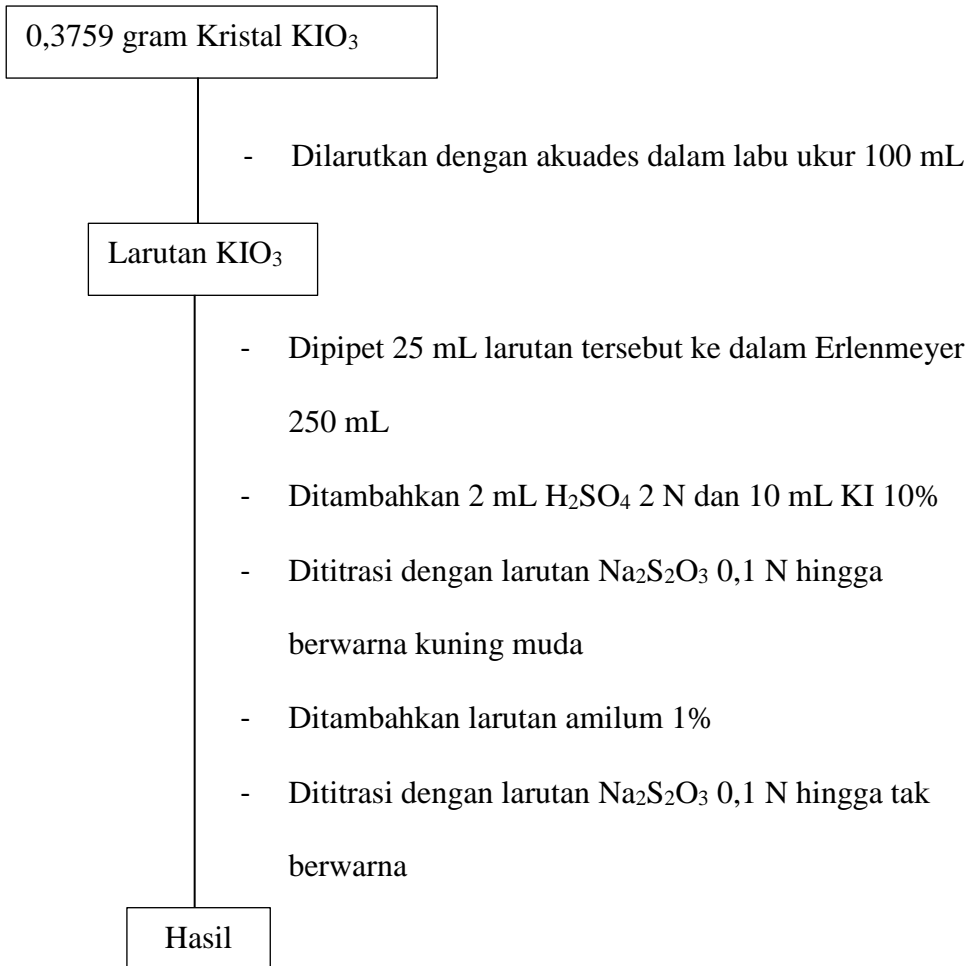 0,3759 gram Kristal KIO₃
- Dilarutkan dengan akuades dalam labu ukur 100 mL
Larutan KIO₃
- Dipipet 25 mL larutan tersebut ke dalam Erlenmeyer
250 mL
- Ditambahkan 2 mL H₂SO₄ 2 N dan 10 mL KI 10%
- Dititrasi dengan larutan Na₂S₂O₃ 0,1 N hingga
berwarna kuning muda
- Ditambahkan larutan amilum 1%
- Dititrasi dengan larutan Na₂S₂O₃ 0,1 N hingga tak
berwarna
Hasil